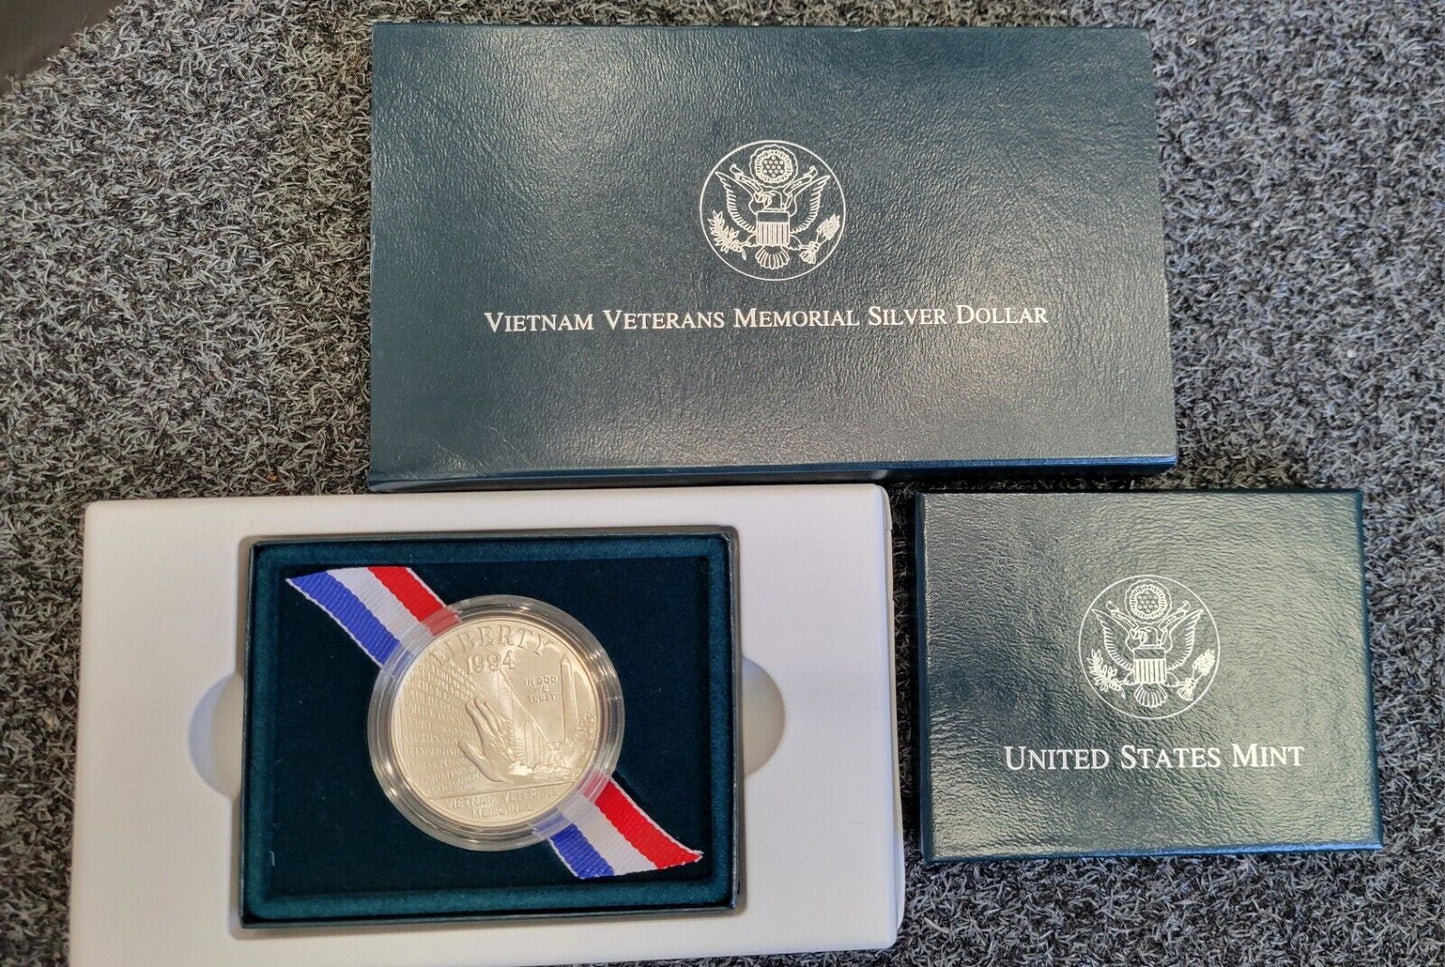 VIETNAM VETERANS MEMORIAL SILVER DOLLAR
LIBERTY
1994
IN GOD
WE
TRUST
VIETNAM VETERANS
MEMORIAL
UNITED STATES MINT